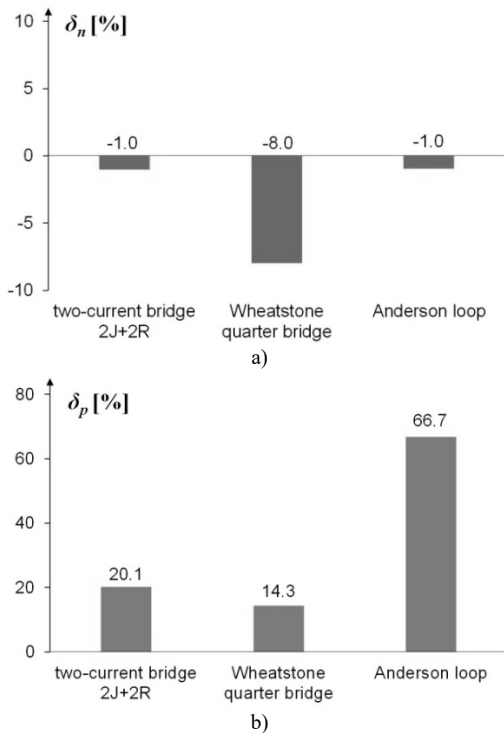 δn [%]
10
5
0
-5
-10
-1.0
-8.0
-1.0
two-current bridge
2J+2R
Wheatstone
quarter bridge
Anderson loop
a)
δp [%]
80
60
40
20
0
20.1
14.3
66.7
two-current bridge
2J+2R
Wheatstone
quarter bridge
Anderson loop
b)